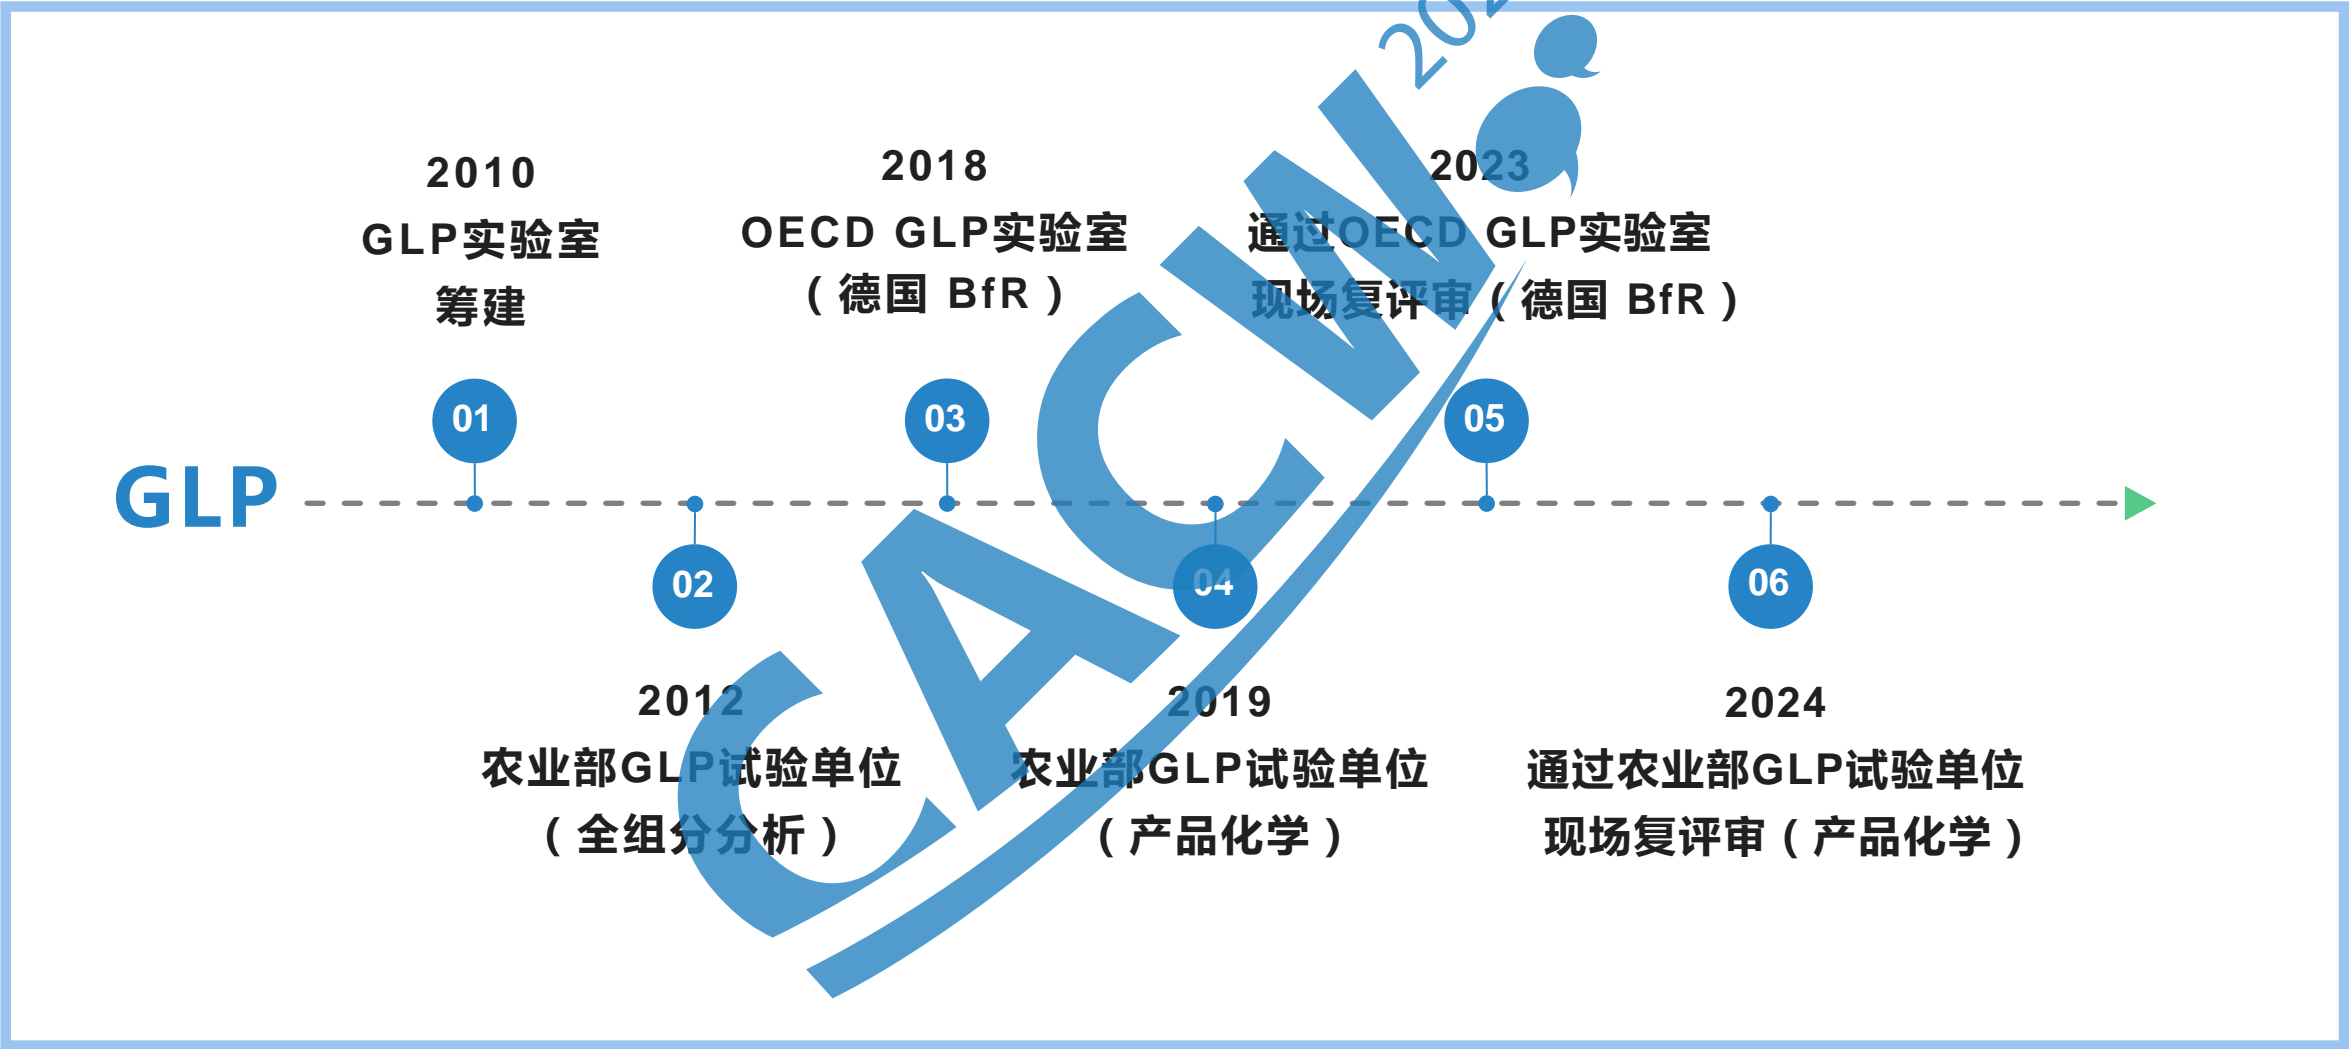 GLP
2010
GLP实验室
筹建
01
02
2012
农业部GLP试验单位
（全组分分析）
2018
OECD GLP实验室
（德国 BfR）
03
04
2019
农业部GLP试验单位
（产品化学）
2023
通过OECD GLP实验室
现场复评审（德国 BfR）
05
06
2024
通过农业部GLP试验单位
现场复评审（产品化学）
CACW